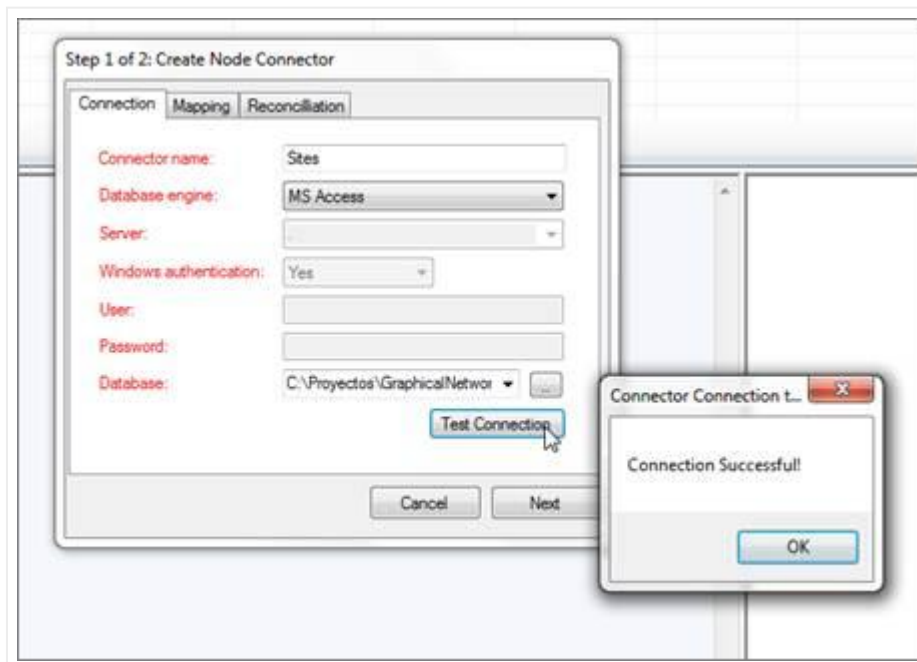 Step 1 of 2: Create Node Connector
Connection Mapping Reconciliation
Connector name: Sites
Database engine: MS Access
Server: .
Windows authentication: Yes
User:
Password:
Database: C:\Proyectos\GraphicalNetwor ...
Test Connection
Cancel Next
Connector Connection t...
Connection Successful!
OK